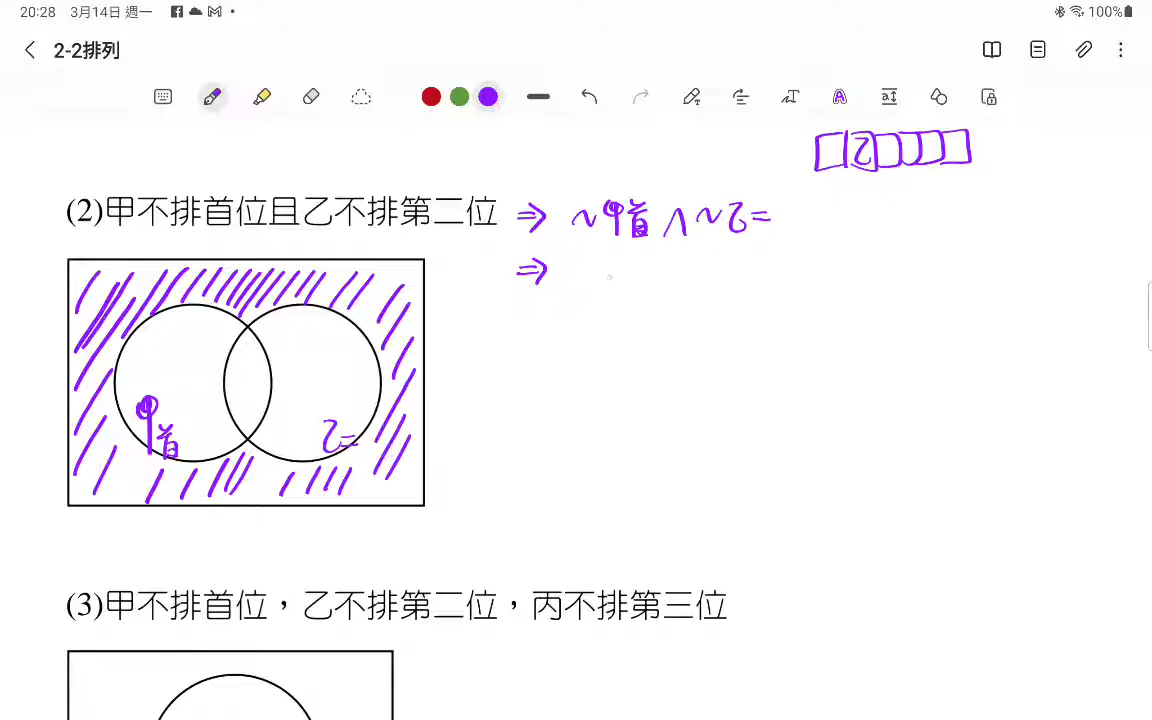 20:28 3月14日 週一 100%
2-2排列
乙
(2)甲不排首位且乙不排第二位 ⇒ ~甲首 ∧ ~乙二
⇒
甲首 乙二
(3)甲不排首位，乙不排第二位，丙不排第三位